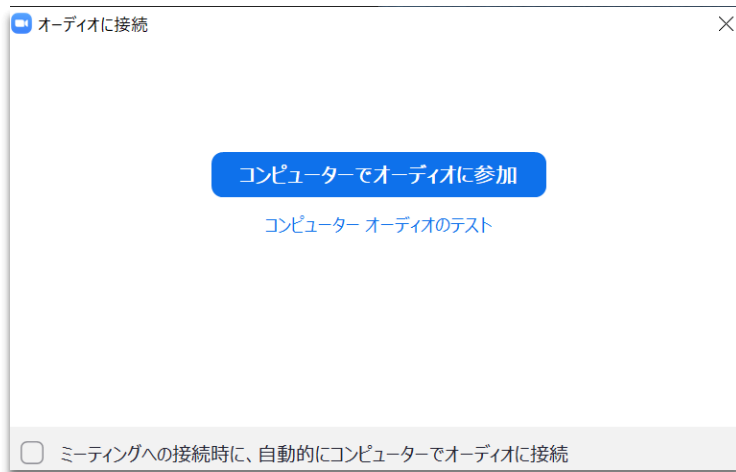 オーディオに接続
コンピューターでオーディオに参加
コンピューター オーディオのテスト
ミーティングへの接続時に、自動的にコンピューターでオーディオに接続